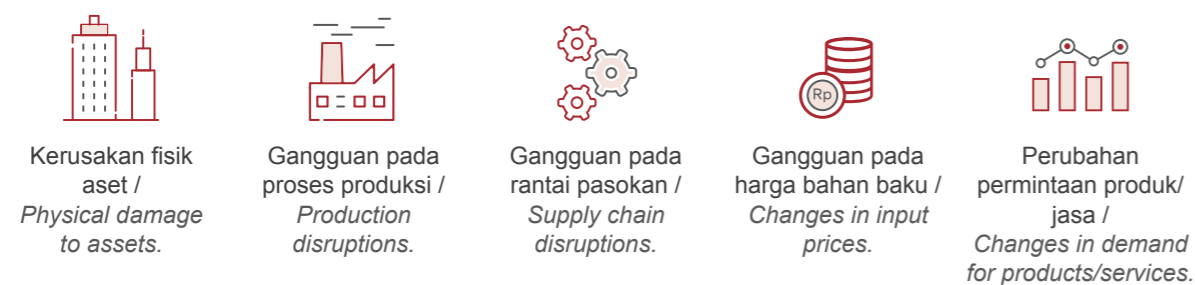 Kerusakan fisik
aset /
Physical damage
to assets.
Gangguan pada
proses produksi /
Production
disruptions.
Gangguan pada
rantai pasokan /
Supply chain
disruptions.
Rp
Gangguan pada
harga bahan baku /
Changes in input
prices.
Perubahan
permintaan produk/
jasa /
Changes in demand
for products/services.